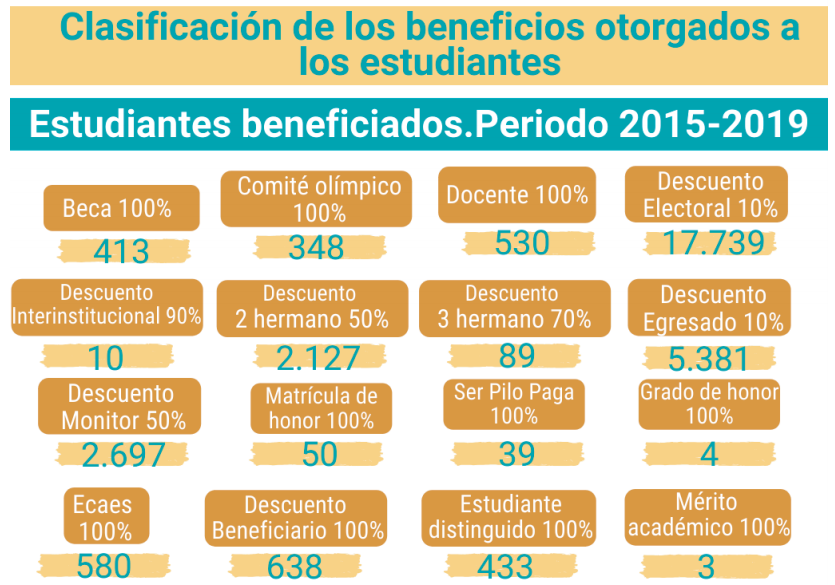 Clasificación de los beneficios otorgados a
los estudiantes
Estudiantes beneficiados.Periodo 2015-2019
Beca 100%
413
Comité olímpico
100%
348
Docente 100%
530
Descuento
Electoral 10%
17.739
Descuento
Interinstitucional 90%
10
Descuento
2 hermano 50%
2.127
Descuento
3 hermano 70%
89
Descuento
Egresado 10%
5.381
Descuento
Monitor 50%
2.697
Matrícula de
honor 100%
50
Ser Pilo Paga
100%
39
Grado de honor
100%
4
Ecaes
100%
580
Descuento
Beneficiario 100%
638
Estudiante
distinguido 100%
433
Mérito
académico 100%
3